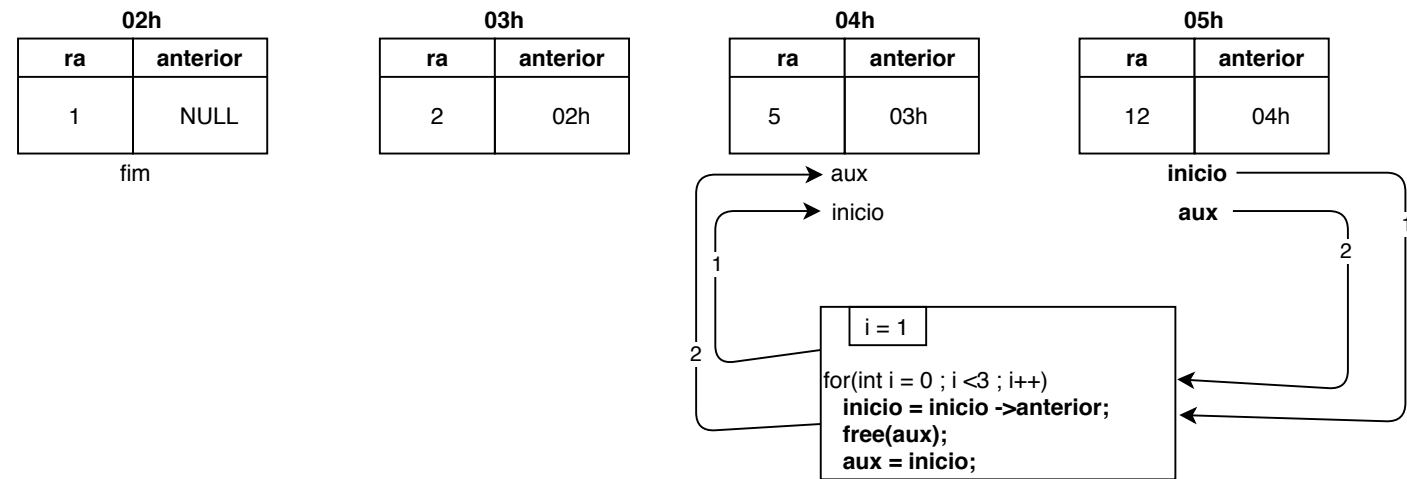 02h 03h 04h 05h
ra anterior ra anterior ra anterior ra anterior
1 NULL 2 02h 5 03h 12 04h
fim aux inicio
inicio aux
1 2 1
2
i = 1
for(int i = 0 ; i <3 ; i++)
inicio = inicio ->anterior;
free(aux);
aux = inicio;